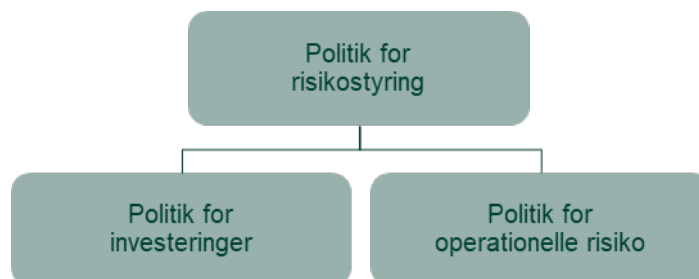 Politik for
risikostyring
Politik for
investeringer
Politik for
operationelle risiko